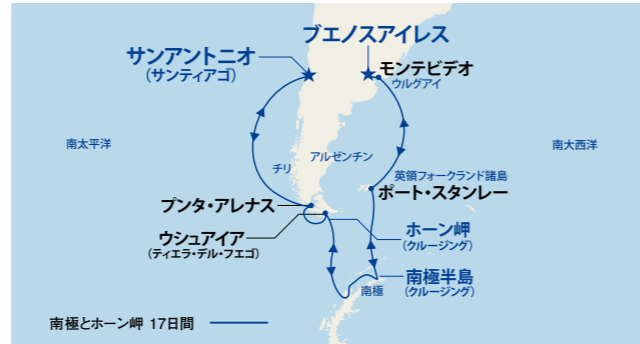 ブエノスアイレス
サンアントニオ
(サンティアゴ)
モンテビデオ
ウルグアイ
南太平洋
南大西洋
アルゼンチン
チリ
英領フォークランド諸島
ポート・スタンレー
プンタ・アレナス
ウシュアイア
(ティエラ・デル・フエゴ)
ホーン岬
(クルージング)
南極半島
(クルージング)
南極
南極とホーン岬 17日間